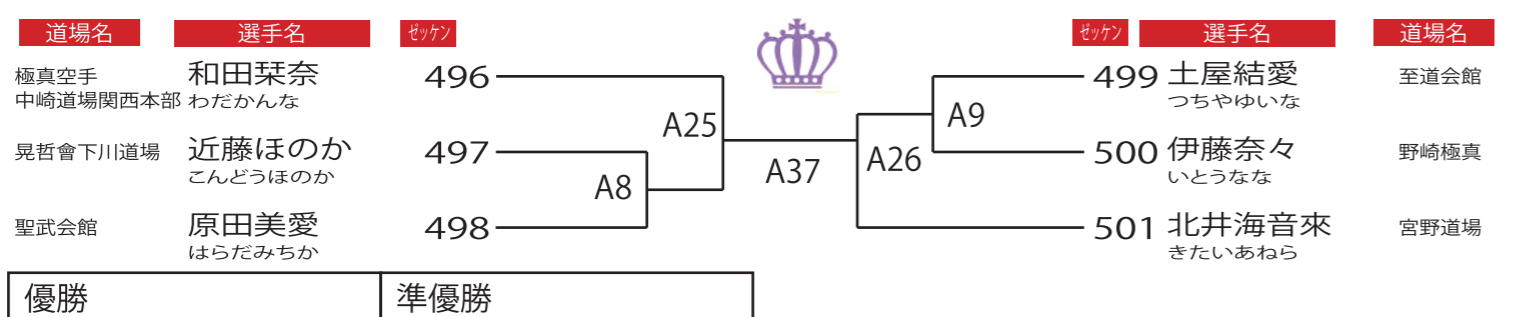 道場名 選手名 ゼッケン ゼッケン 選手名 道場名
極真空手
中崎道場関西本部
和田栞奈
わだかんな
496
499
土屋結愛
つちやゆいな
至道会館
A25
A9
晃哲會下川道場
近藤ほのか
こんどうほのか
497
A8
A37
A26
500
伊藤奈々
いとうなな
野崎極真
聖武会館
原田美愛
はらだみちか
498
501
北井海音來
きたいあねら
宮野道場
優勝 準優勝